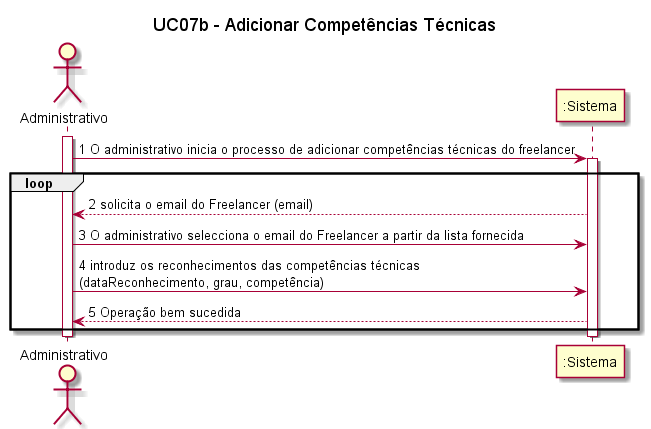 UC07b - Adicionar Competências Técnicas
Administrativo
:Sistema
1 O administrativo inicia o processo de adicionar competências técnicas do freelancer
loop
2 solicita o email do Freelancer (email)
3 O administrativo selecciona o email do Freelancer a partir da lista fornecida
4 introduz os reconhecimentos das competências técnicas
(dataReconhecimento, grau, competência)
5 Operação bem sucedida
Administrativo
:Sistema